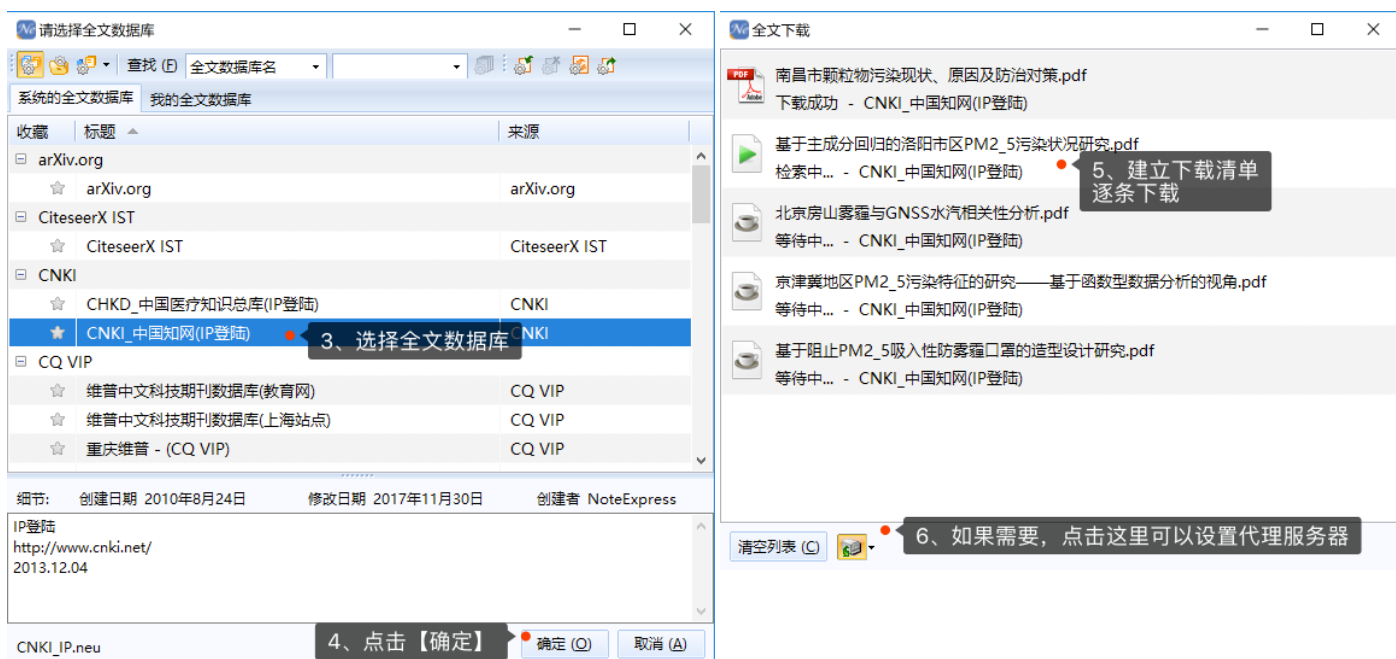 请选择全文数据库
查找 (F) 全文数据库名
系统的全文数据库 我的全文数据库
收藏 标题 来源
arXiv.org
arXiv.org arXiv.org
CiteseerX IST
CiteseerX IST CiteseerX IST
CNKI
CHKD_中国医疗知识总库(IP登陆) CNKI
CNKI_中国知网(IP登陆) NKI
3、选择全文数据库
CQ VIP
维普中文科技期刊数据库(教育网) CQ VIP
维普中文科技期刊数据库(上海站点) CQ VIP
重庆维普 - (CQ VIP) CQ VIP
细节: 创建日期 2010年8月24日 修改日期 2017年11月30日 创建者 NoteExpress
IP登陆
http://www.cnki.net/
2013.12.04
CNKI_IP.neu
4、点击【确定】
确定 (O) 取消 (A)
全文下载
PDF
Adobe
南昌市颗粒物污染现状、原因及防治对策.pdf
下载成功 - CNKI_中国知网(IP登陆)
基于主成分回归的洛阳市区PM2_5污染状况研究.pdf
检索中... - CNKI_中国知网(IP登陆)
5、建立下载清单
逐条下载
北京房山雾霾与GNSS水汽相关性分析.pdf
等待中... - CNKI_中国知网(IP登陆)
京津冀地区PM2_5污染特征的研究——基于函数型数据分析的视角.pdf
等待中... - CNKI_中国知网(IP登陆)
基于阻止PM2_5吸入性防雾霾口罩的造型设计研究.pdf
等待中... - CNKI_中国知网(IP登陆)
清空列表 (C)
6、如果需要，点击这里可以设置代理服务器